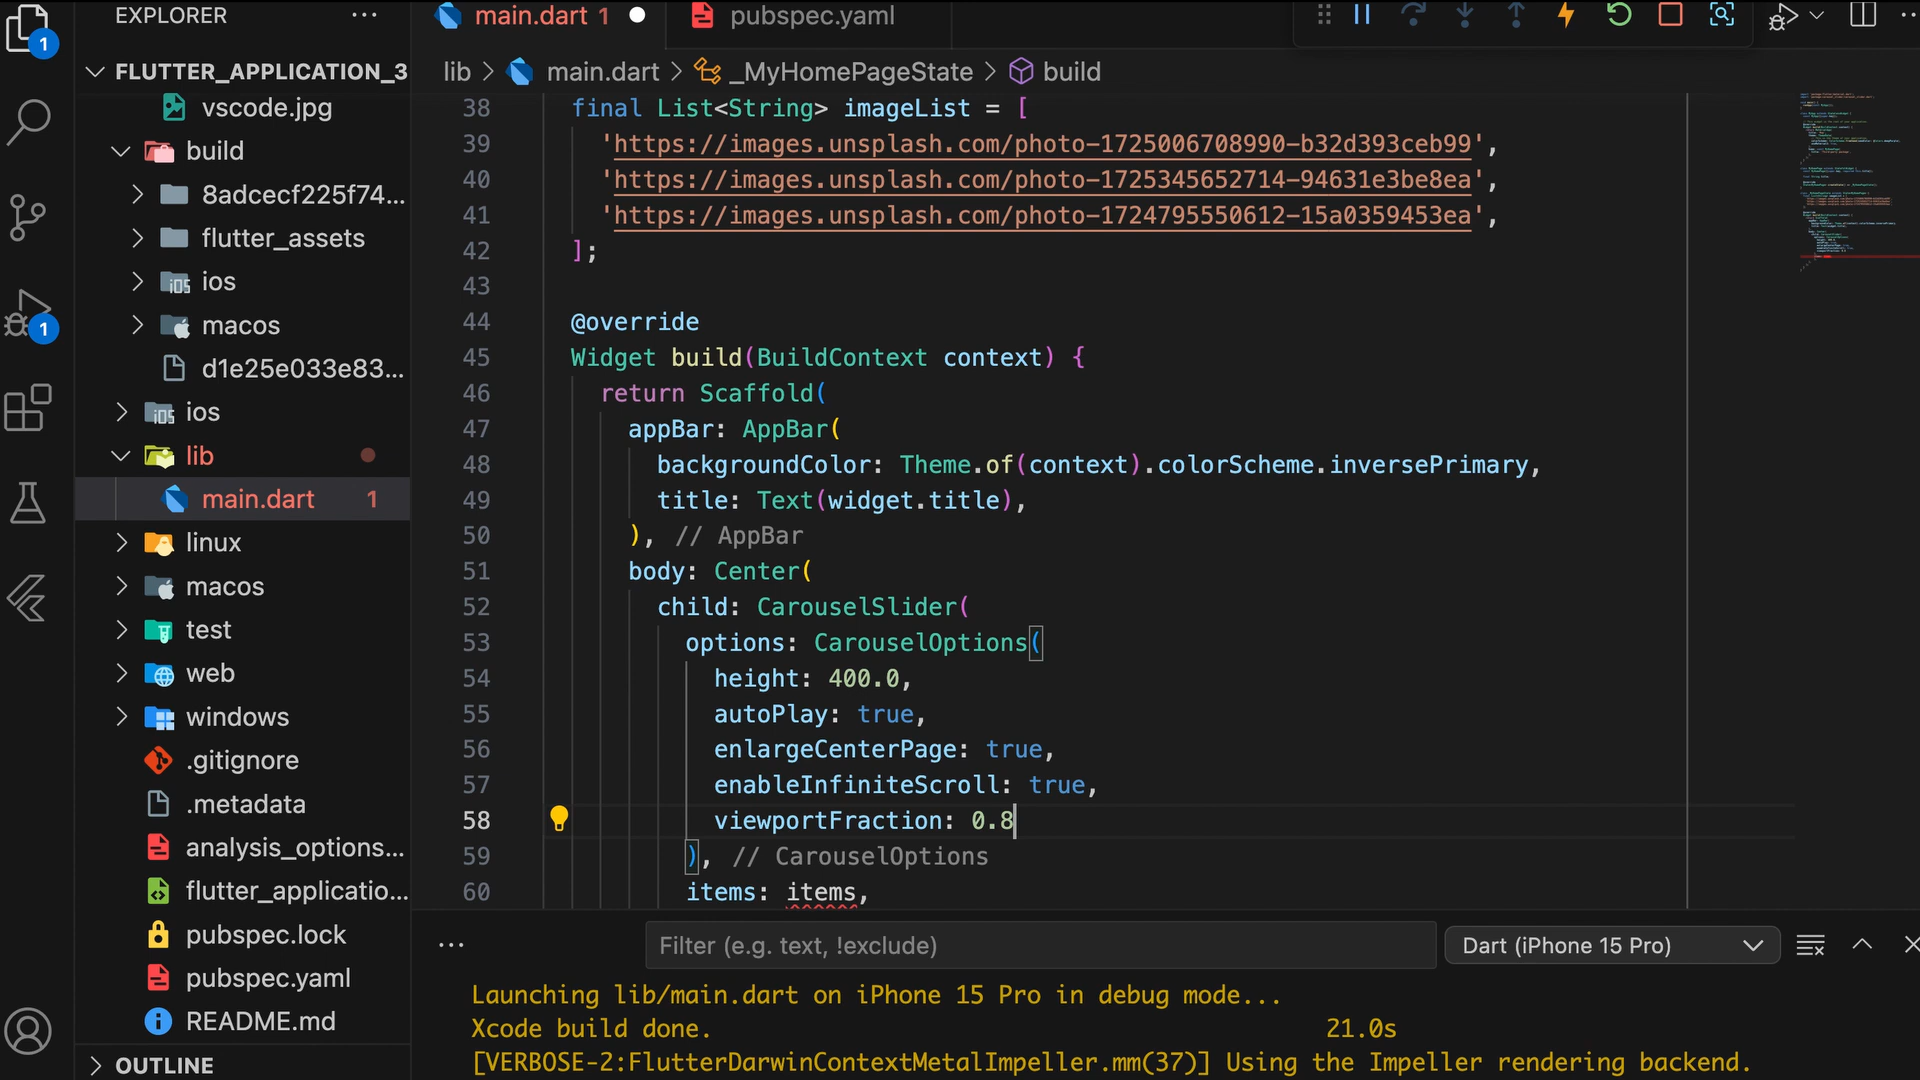 EXPLORER
main.dart 1
pubspec.yaml
1
FLUTTER_APPLICATION_3
lib > main.dart > _MyHomePageState > build
vscode.jpg
build
8adcecf225f74...
flutter_assets
ios
macos
d1e25e033e83...
ios
lib
main.dart 1
linux
macos
test
web
windows
.gitignore
.metadata
analysis_options...
flutter_applicatio...
pubspec.lock
pubspec.yaml
README.md
OUTLINE
1
38 final List<String> imageList = [
39 'https://images.unsplash.com/photo-1725006708990-b32d393ceb99',
40 'https://images.unsplash.com/photo-1725345652714-94631e3be8ea',
41 'https://images.unsplash.com/photo-1724795550612-15a0359453ea',
42 ];
43
44 @override
45 Widget build(BuildContext context) {
46 return Scaffold(
47 appBar: AppBar(
48 backgroundColor: Theme.of(context).colorScheme.inversePrimary,
49 title: Text(widget.title),
50 ), // AppBar
51 body: Center(
52 child: CarouselSlider(
53 options: CarouselOptions(
54 height: 400.0,
55 autoPlay: true,
56 enlargeCenterPage: true,
57 enableInfiniteScroll: true,
58 viewportFraction: 0.8
59 ), // CarouselOptions
60 items: items,
Filter (e.g. text, !exclude)
Dart (iPhone 15 Pro)
Launching lib/main.dart on iPhone 15 Pro in debug mode...
Xcode build done. 21.0s
[VERBOSE-2:FlutterDarwinContextMetalImpeller.mm(37)] Using the Impeller rendering backend.